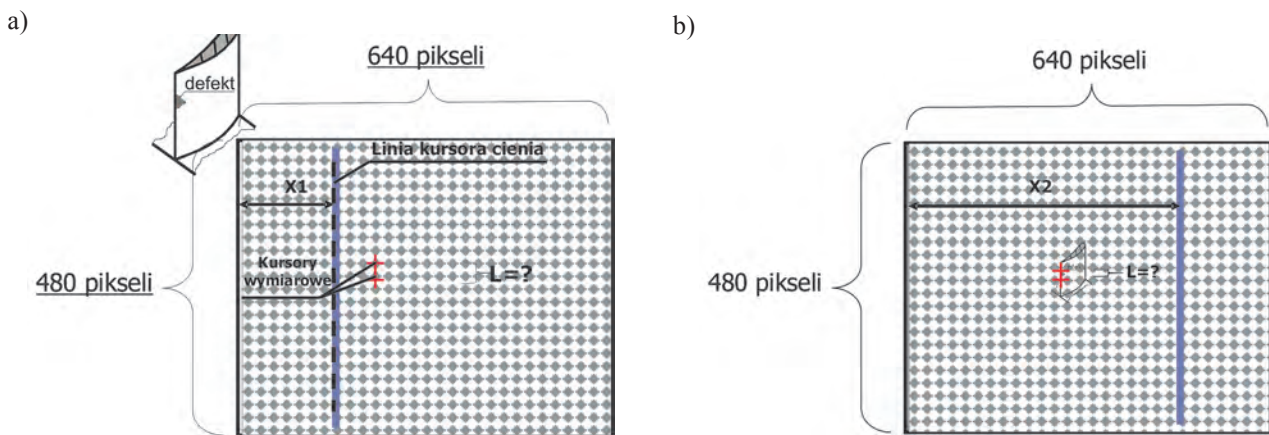 a)
640 pikseli
defekt
Linia kursora cienia
X1
Kursory
wymiarowe
L=?
480 pikseli
b)
640 pikseli
X2
480 pikseli
L=?